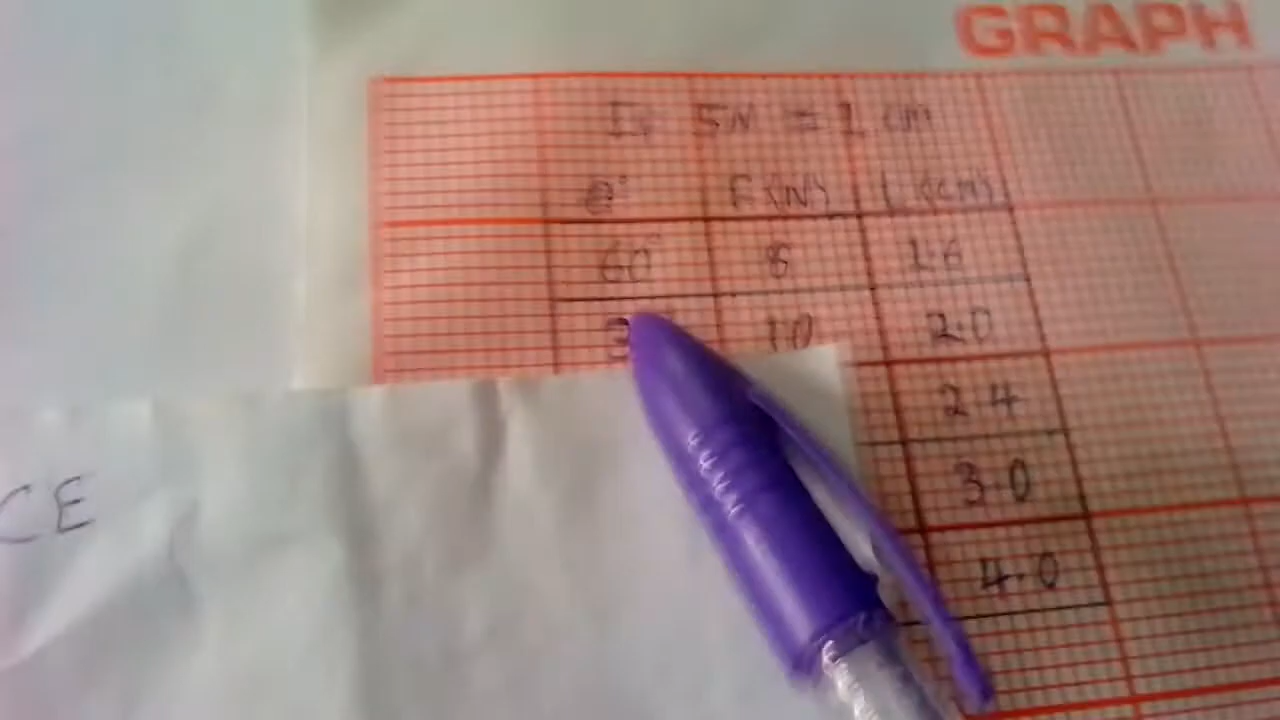 GRAPH
5N = 1 cm
θ° F(N) L(cm)
60° 8 1.6
3 10 2.0
2.4
3.0
4.0
CE